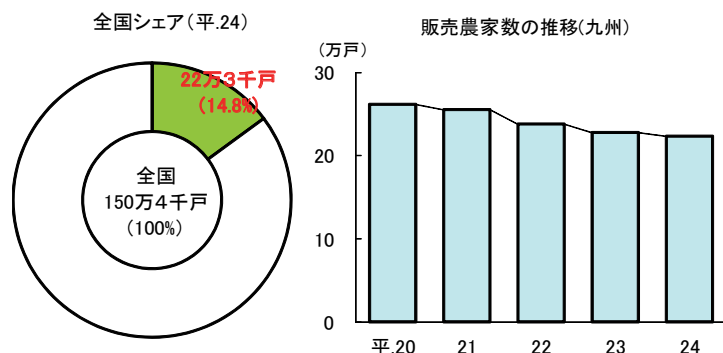 全国シェア(平.24)
22万3千戸
(14.8%)
全国
150万4千戸
(100%)
販売農家数の推移(九州)
(万戸)
30
20
10
0
平.20 21 22 23 24